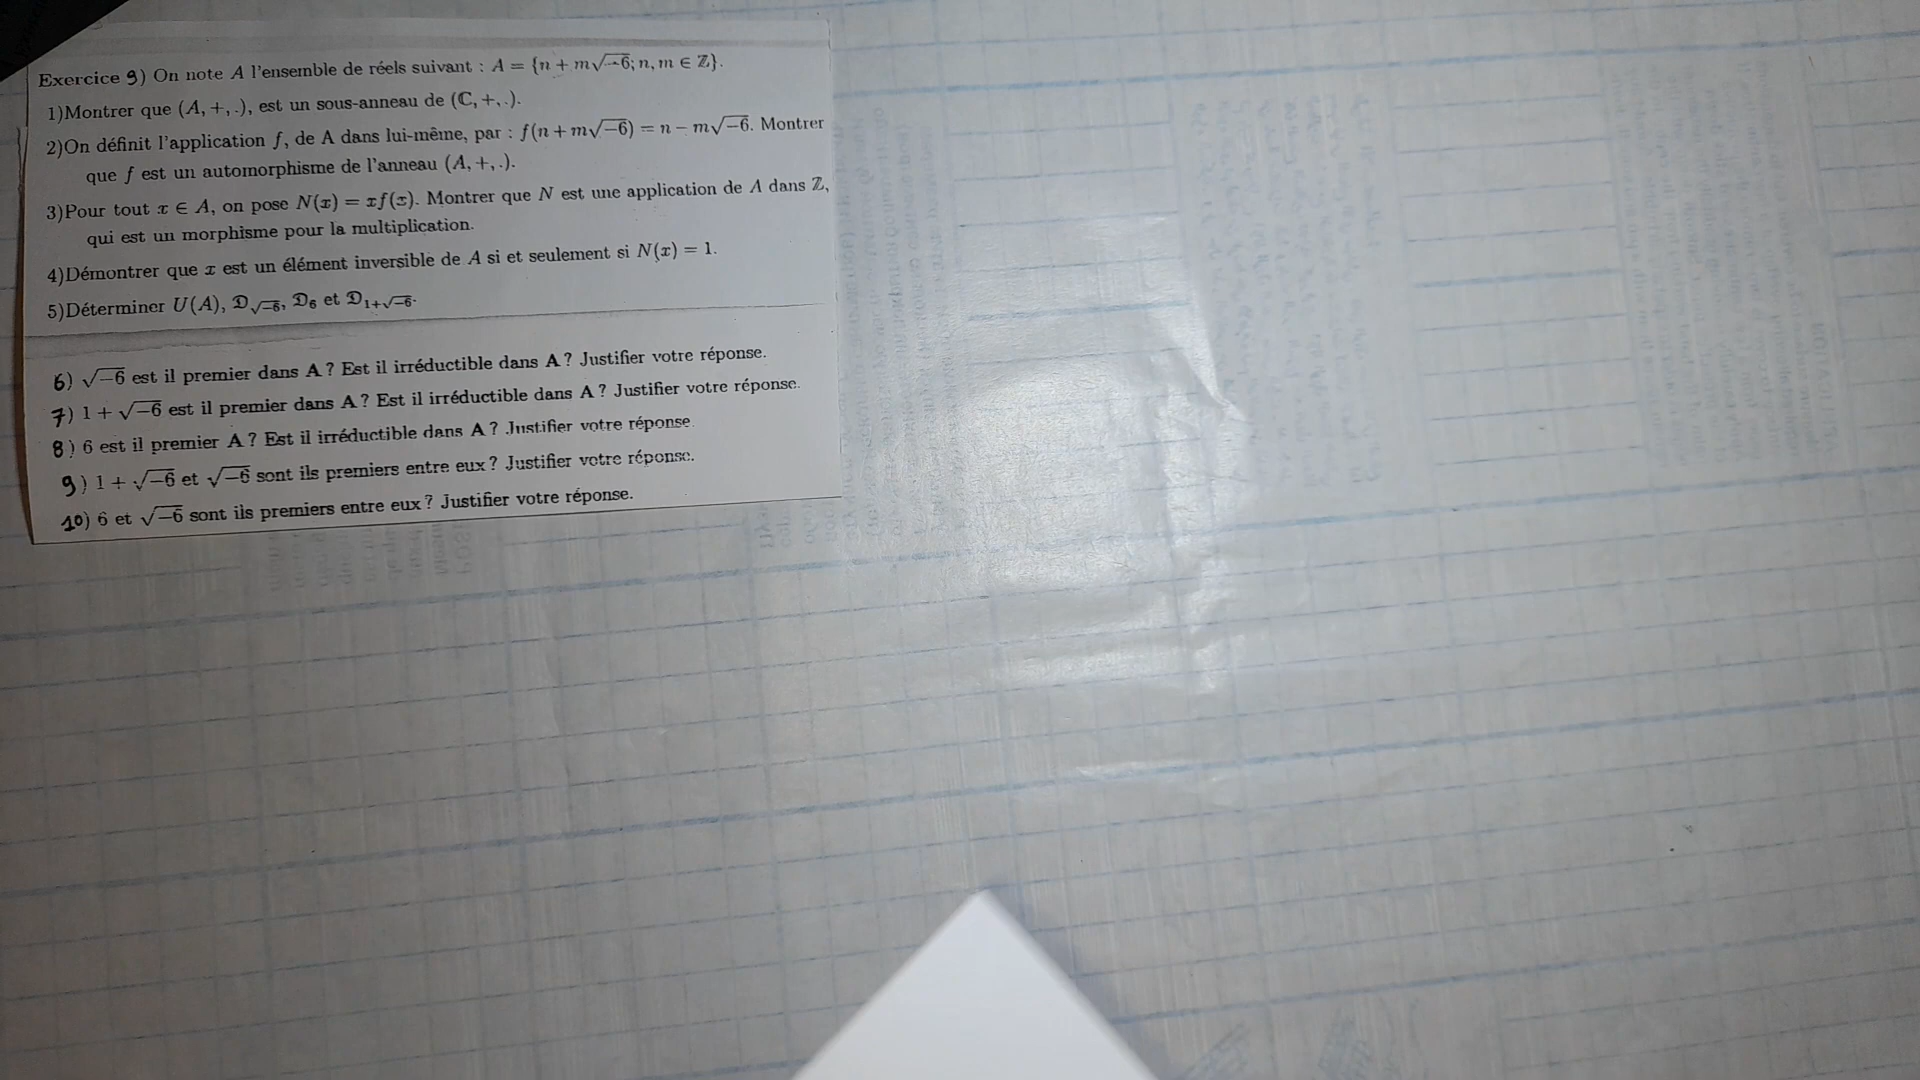 Exercice 9) On note A l'ensemble de réels suivant : A = {n + m√−6; n, m ∈ ℤ}.
1)Montrer que (A, +, .), est un sous-anneau de (ℂ, +, .).
2)On définit l'application f, de A dans lui-même, par : f(n + m√−6) = n − m√−6. Montrer
que f est un automorphisme de l'anneau (A, +, .).
3)Pour tout x ∈ A, on pose N(x) = xf(x). Montrer que N est une application de A dans ℤ,
qui est un morphisme pour la multiplication.
4)Démontrer que x est un élément inversible de A si et seulement si N(x) = 1.
5)Déterminer U(A), 𝔇√−6, 𝔇6 et 𝔇1+√−6.
6) √−6 est il premier dans A ? Est il irréductible dans A ? Justifier votre réponse.
7) 1 + √−6 est il premier dans A ? Est il irréductible dans A ? Justifier votre réponse.
8) 6 est il premier A ? Est il irréductible dans A ? Justifier votre réponse.
9) 1 + √−6 et √−6 sont ils premiers entre eux ? Justifier votre réponse.
10) 6 et √−6 sont ils premiers entre eux ? Justifier votre réponse.